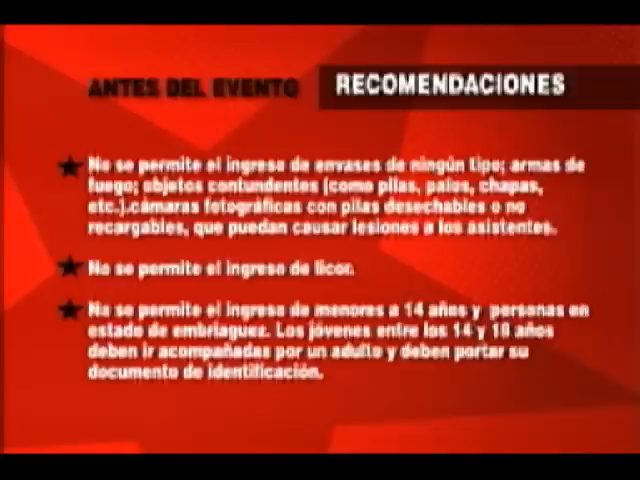 ANTES DEL EVENTO RECOMENDACIONES
No se permite el ingreso de envases de ningún tipo; armas de
fuego; objetos contundentes (como pilas, palos, chapas,
etc.).cámaras fotográficas con pilas desechables o no
recargables, que puedan causar lesiones a los asistentes.
No se permite el ingreso de licor.
No se permite el ingreso de menores a 14 años y personas en
estado de embriaguez. Los jóvenes entre los 14 y 18 años
deben ir acompañadas por un adulto y deben portar su
documento de identificación.